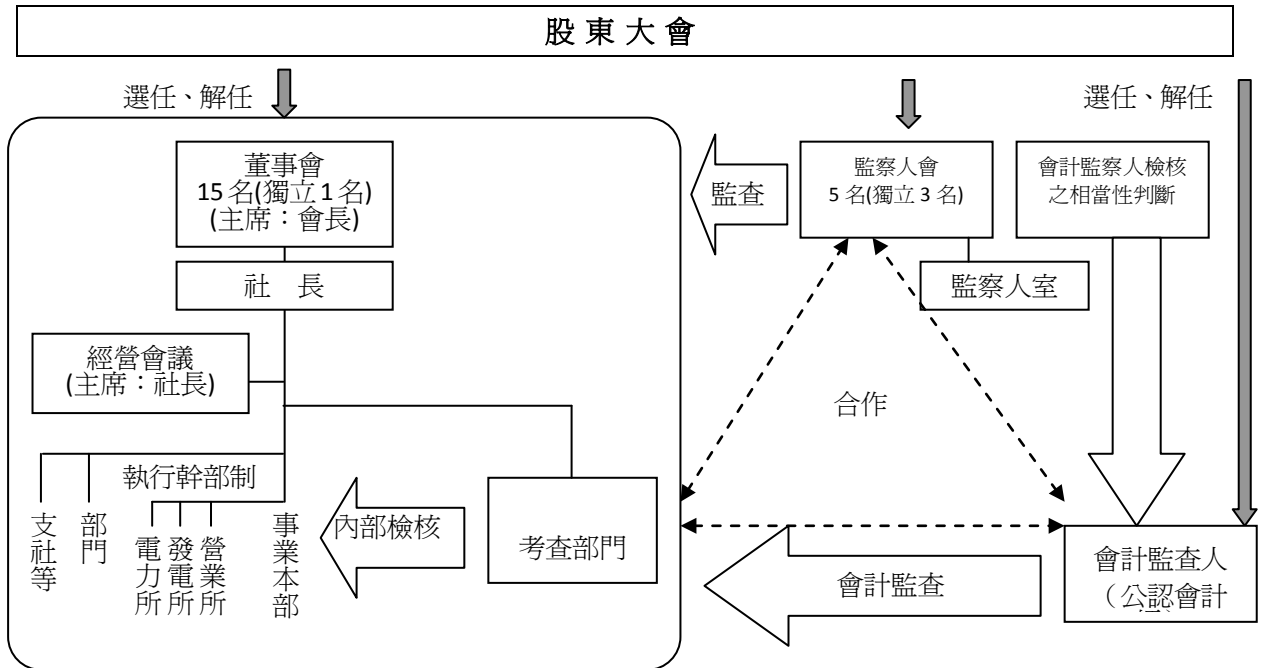 股東大會
選任、解任
選任、解任
董事會
15名(獨立1名)
(主席：會長)
監查
監察人會
5名(獨立3名)
會計監察人檢核
之相當性判斷
社 長
監察人室
經營會議
(主席：社長)
合作
執行幹部制
支社等
部門
電力所
發電所
營業所
事業本部
內部檢核
考查部門
會計監查
會計監查人
（公認會計